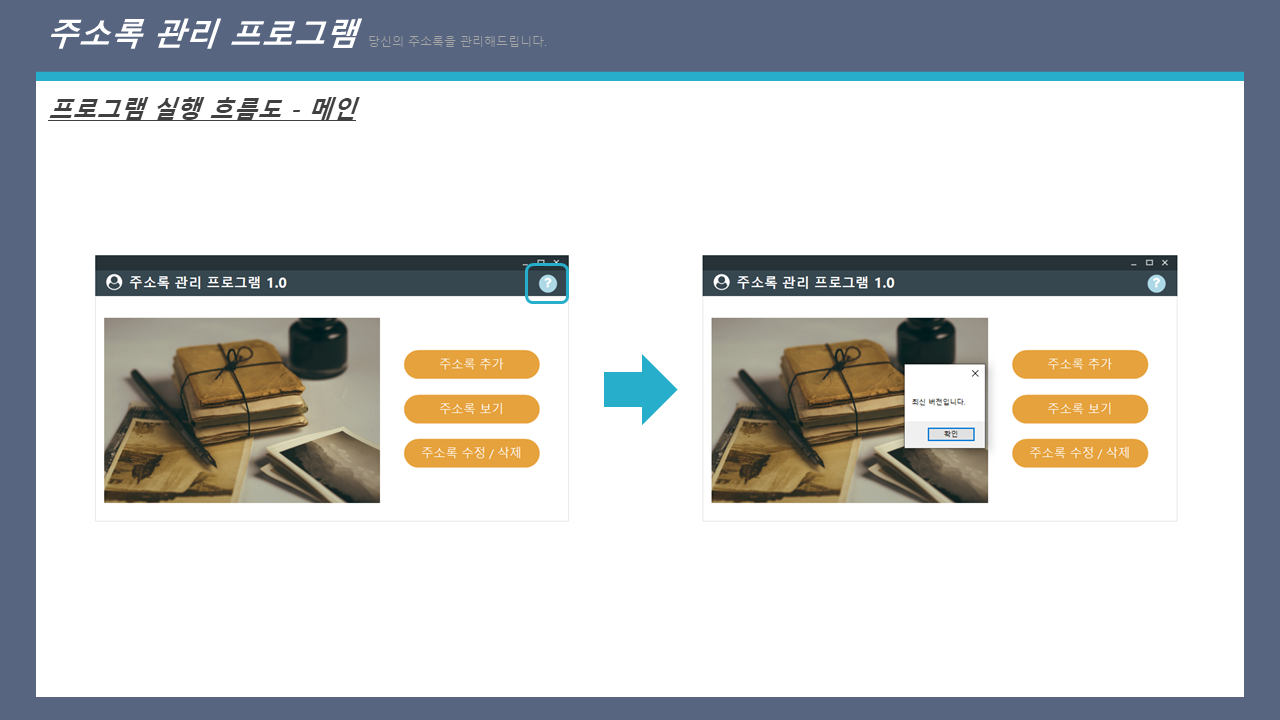 주소록 관리 프로그램 당신의 주소록을 관리해드립니다.
프로그램 실행 흐름도 - 메인
주소록 관리 프로그램 1.0
?
주소록 추가
주소록 보기
주소록 수정 / 삭제
주소록 관리 프로그램 1.0
?
최신 버전입니다.
확인
주소록 추가
주소록 보기
주소록 수정 / 삭제